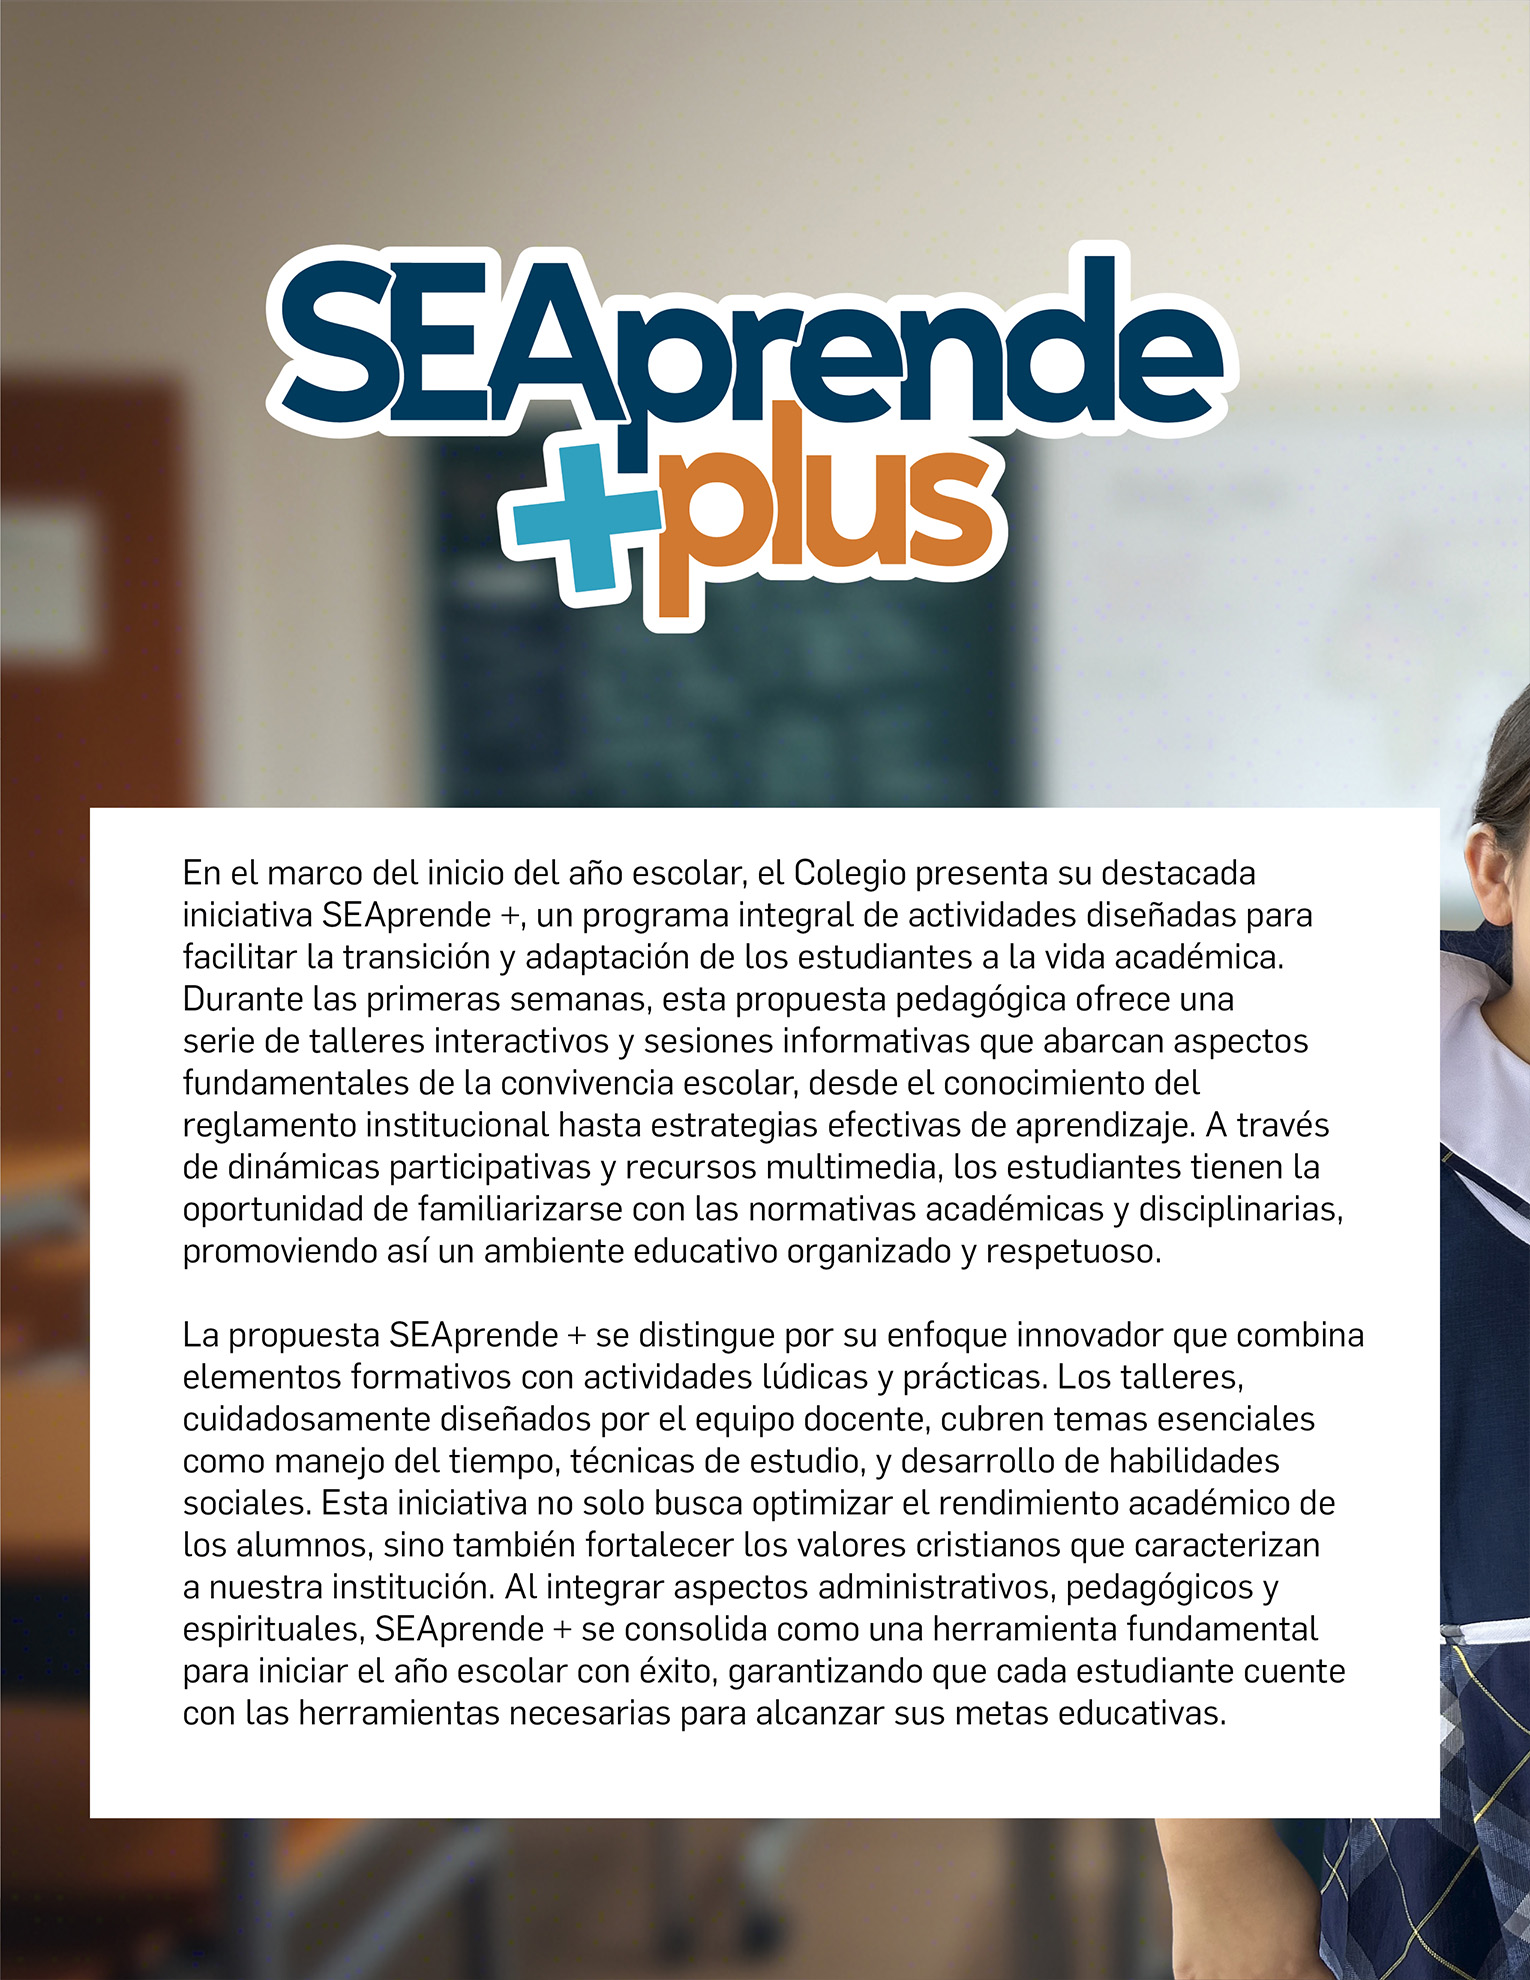 SEAprende
+plus
En el marco del inicio del año escolar, el Colegio presenta su destacada
iniciativa SEAprende +, un programa integral de actividades diseñadas para
facilitar la transición y adaptación de los estudiantes a la vida académica.
Durante las primeras semanas, esta propuesta pedagógica ofrece una
serie de talleres interactivos y sesiones informativas que abarcan aspectos
fundamentales de la convivencia escolar, desde el conocimiento del
reglamento institucional hasta estrategias efectivas de aprendizaje. A través
de dinámicas participativas y recursos multimedia, los estudiantes tienen la
oportunidad de familiarizarse con las normativas académicas y disciplinarias,
promoviendo así un ambiente educativo organizado y respetuoso.
La propuesta SEAprende + se distingue por su enfoque innovador que combina
elementos formativos con actividades lúdicas y prácticas. Los talleres,
cuidadosamente diseñados por el equipo docente, cubren temas esenciales
como manejo del tiempo, técnicas de estudio, y desarrollo de habilidades
sociales. Esta iniciativa no solo busca optimizar el rendimiento académico de
los alumnos, sino también fortalecer los valores cristianos que caracterizan
a nuestra institución. Al integrar aspectos administrativos, pedagógicos y
espirituales, SEAprende + se consolida como una herramienta fundamental
para iniciar el año escolar con éxito, garantizando que cada estudiante cuente
con las herramientas necesarias para alcanzar sus metas educativas.